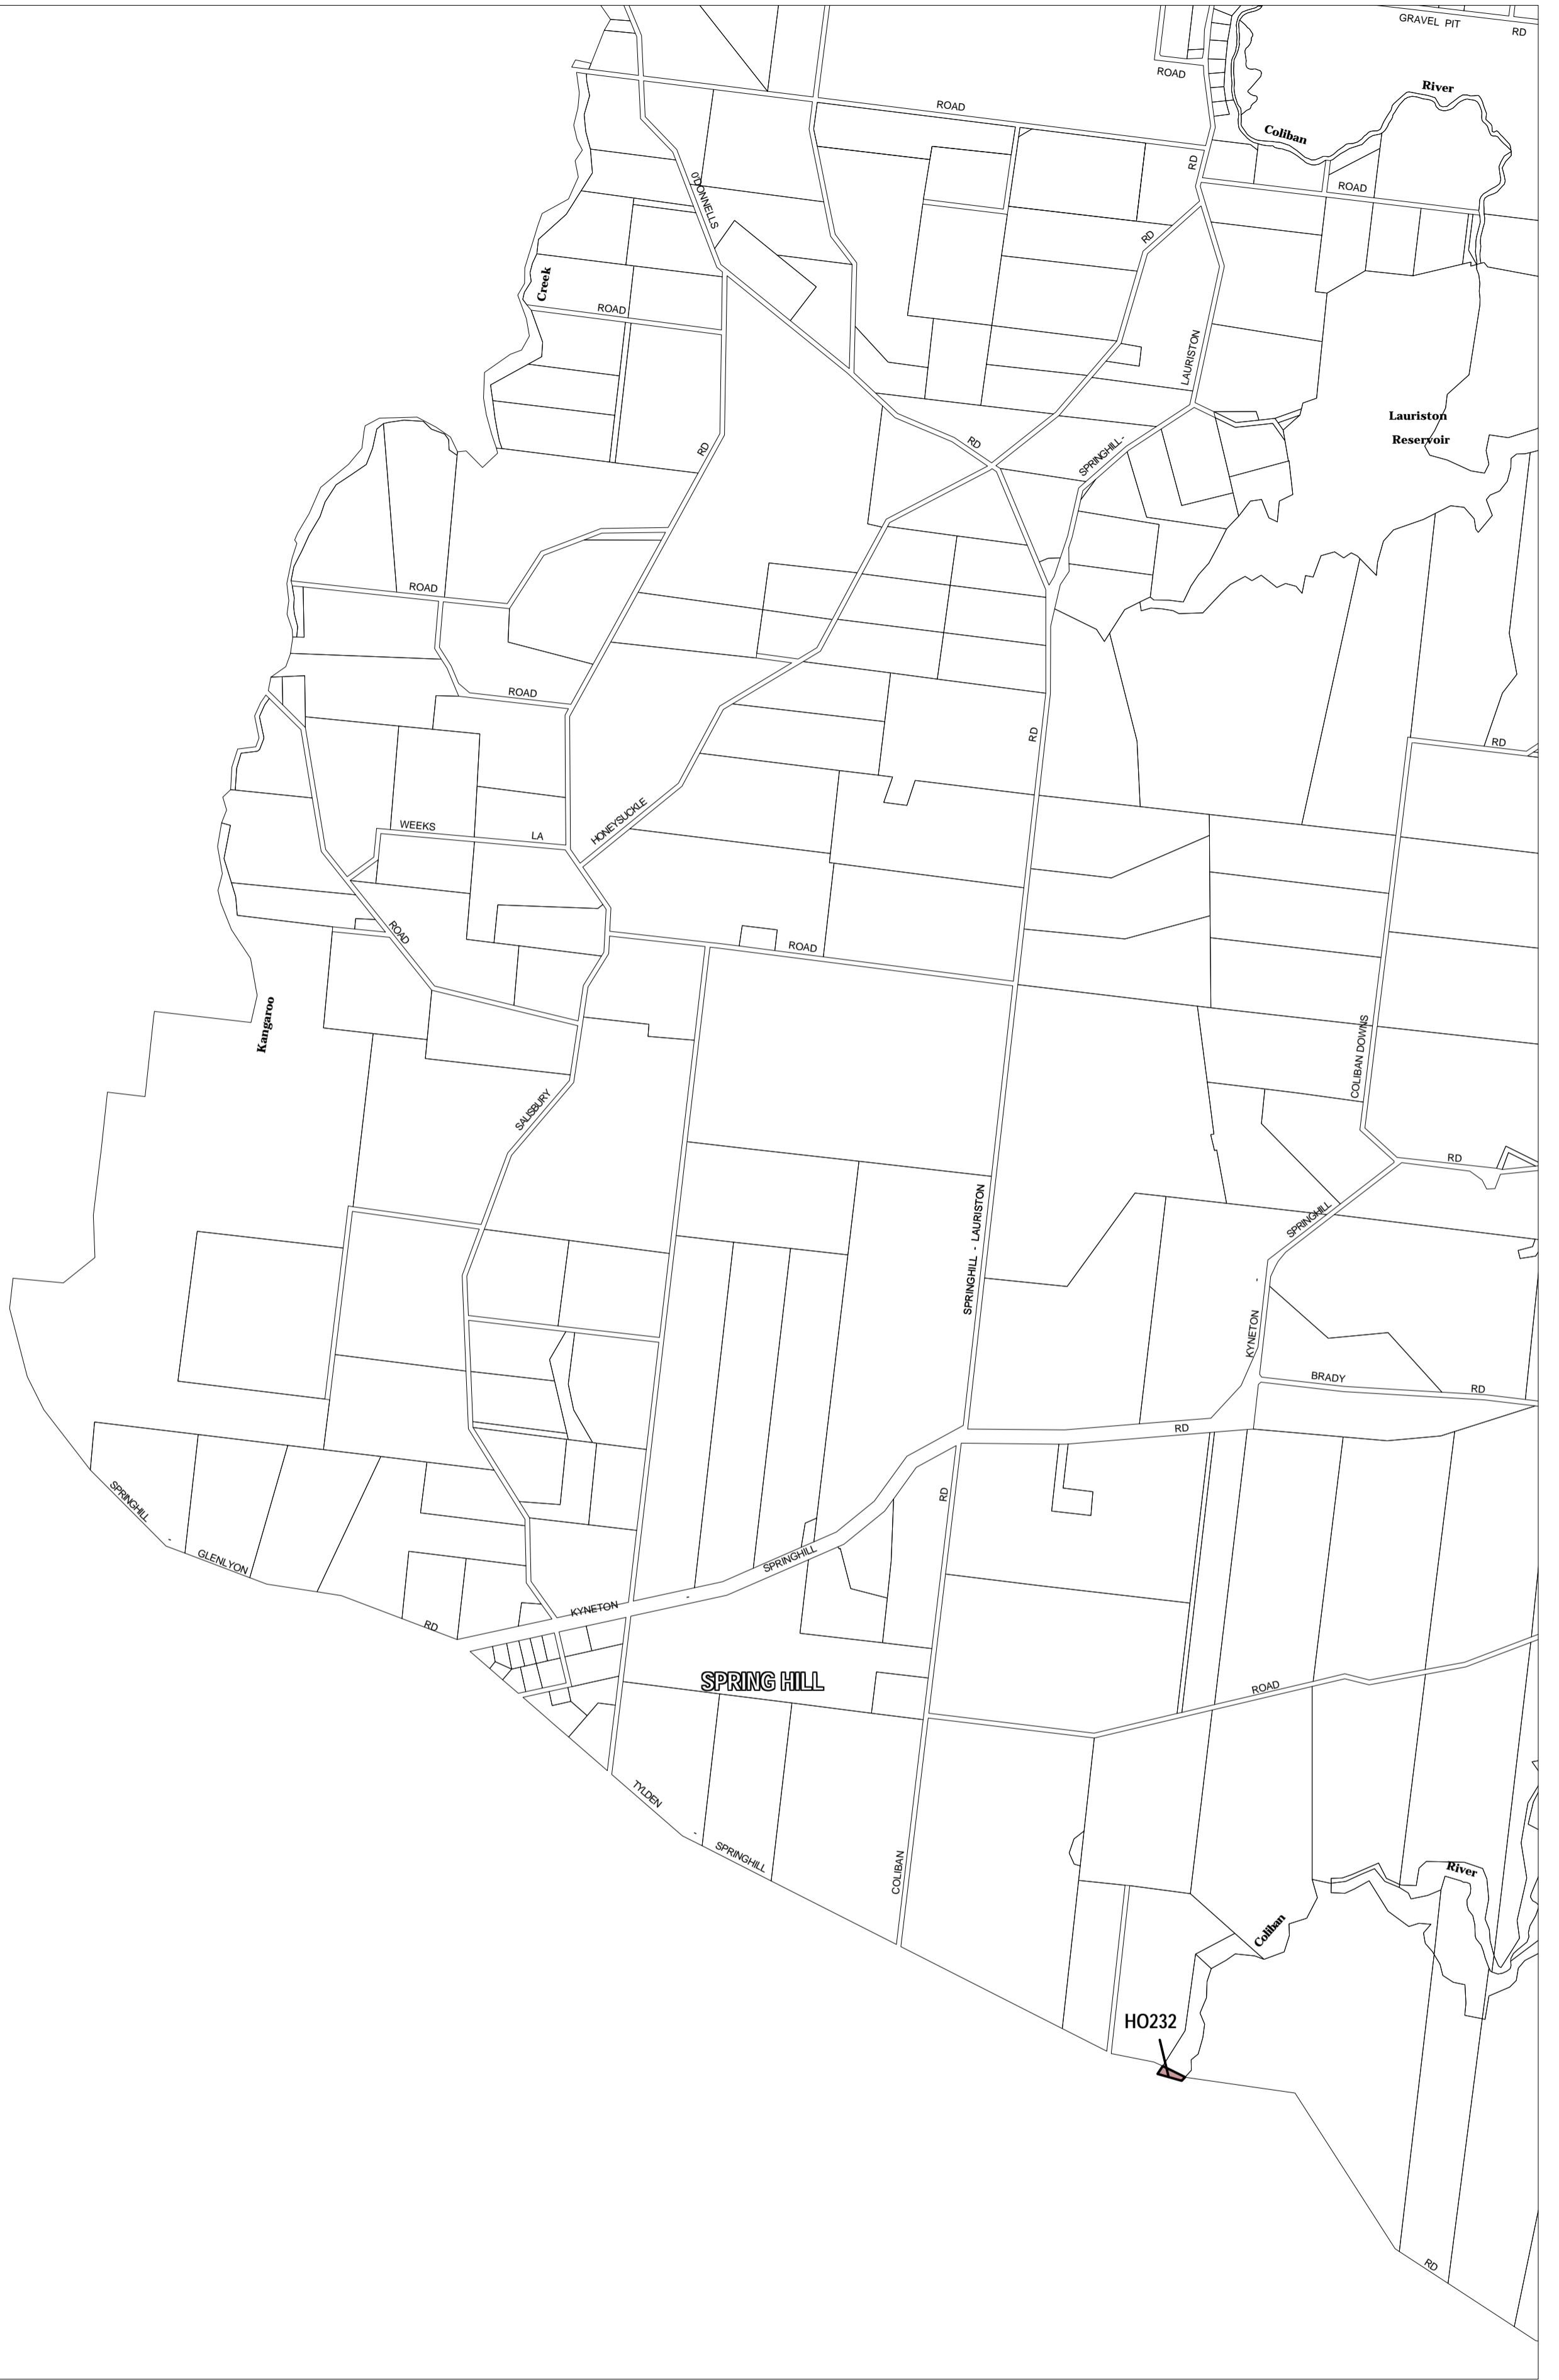 GRAVEL PIT
RD
ROAD
River
ROAD
Coliban
RD
ROAD
O'DONNELLS
RD
Creek
ROAD
LAURISTON
Lauriston
Reservoir
RD
RD
SPRINGHILL -
ROAD
ROAD
RD
RD
HONEYSUCKLE
WEEKS
LA
ROAD
ROAD
Kangaroo
COLIBAN DOWNS
SALISBURY
RD
SPRINGHILL - LAURISTON
SPRINGHILL
-
KYNETON
BRADY
RD
RD
SPRINGHILL
-
GLENLYON
RD
RD
SPRINGHILL
-
KYNETON
SPRING HILL
ROAD
TYLDEN
-
SPRINGHILL
COLIBAN
River
Coliban
HO232
RD